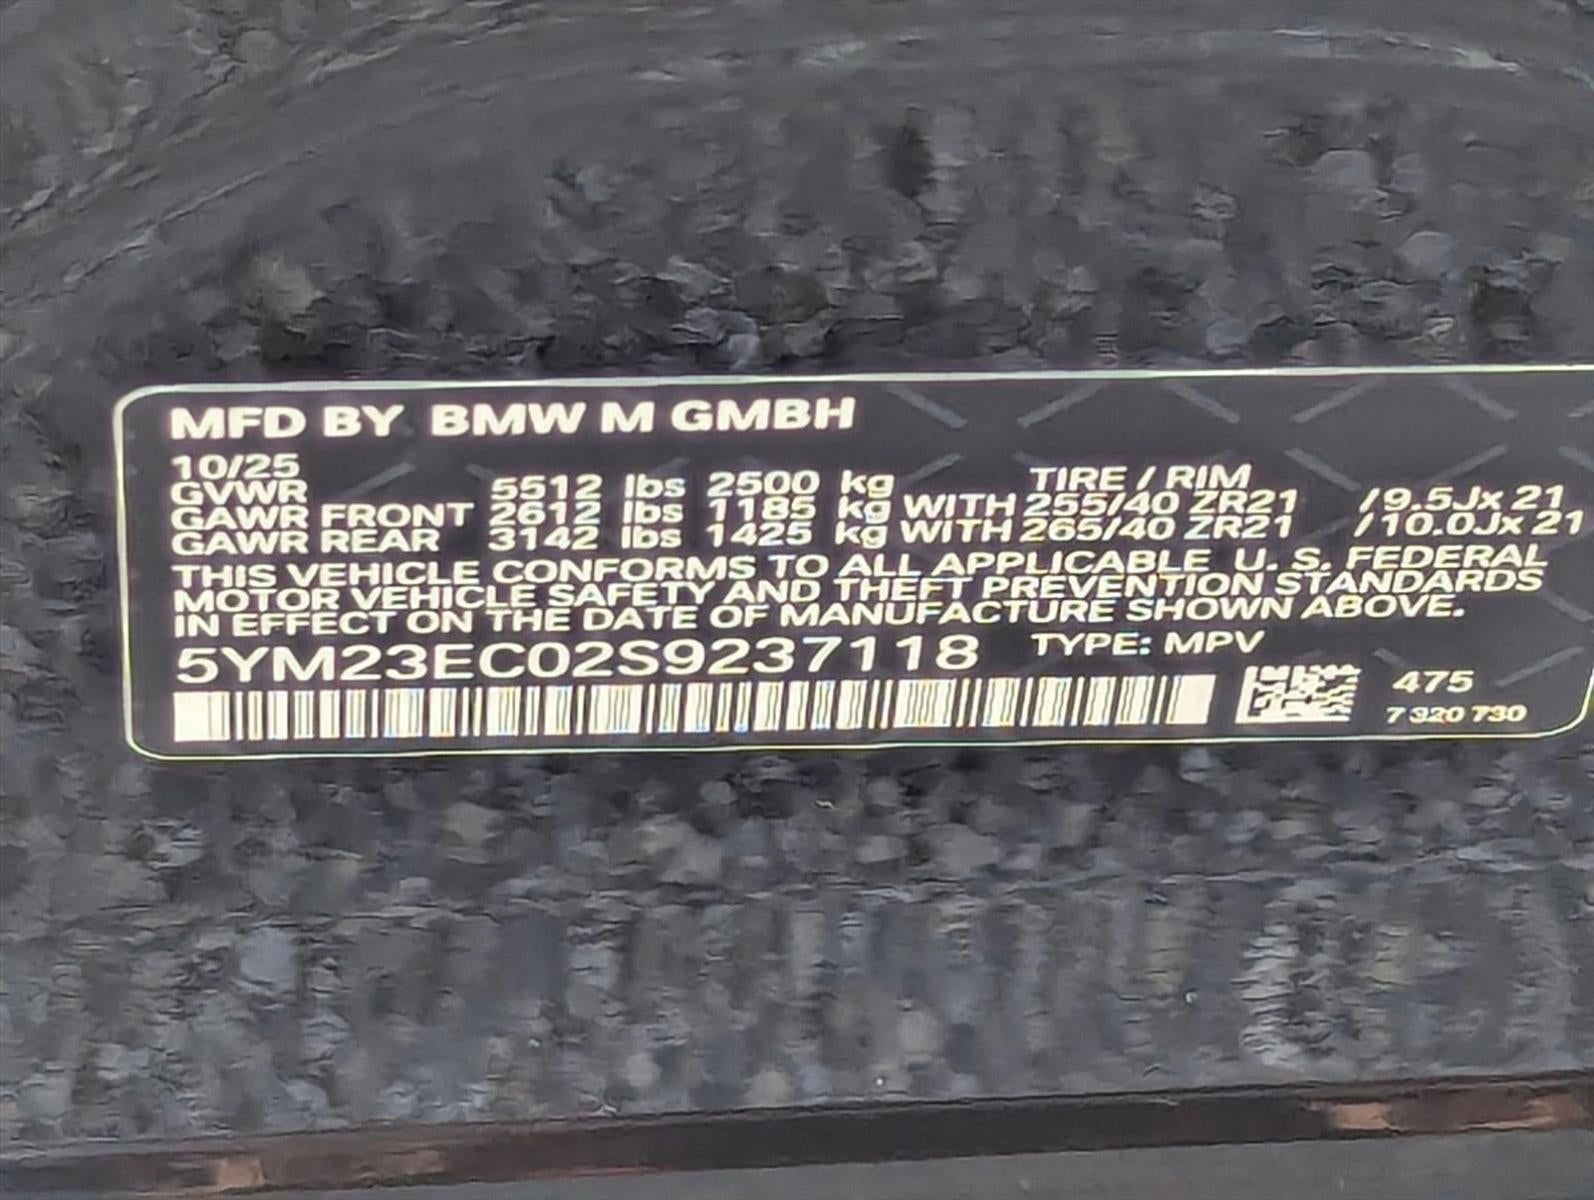 MFD BY BMW M GMBH
10/25 TIRE / RIM
GVWR 5512 lbs 2500 kg
GAWR FRONT 2612 lbs 1185 kg WITH 255/40 ZR21 /9.5Jx 21
GAWR REAR 3142 lbs 1425 kg WITH 265/40 ZR21 /10.0Jx 21
THIS VEHICLE CONFORMS TO ALL APPLICABLE U. S. FEDERAL
MOTOR VEHICLE SAFETY AND THEFT PREVENTION STANDARDS
IN EFFECT ON THE DATE OF MANUFACTURE SHOWN ABOVE.
5YM23EC02S9237118 TYPE: MPV
475
7 320 730